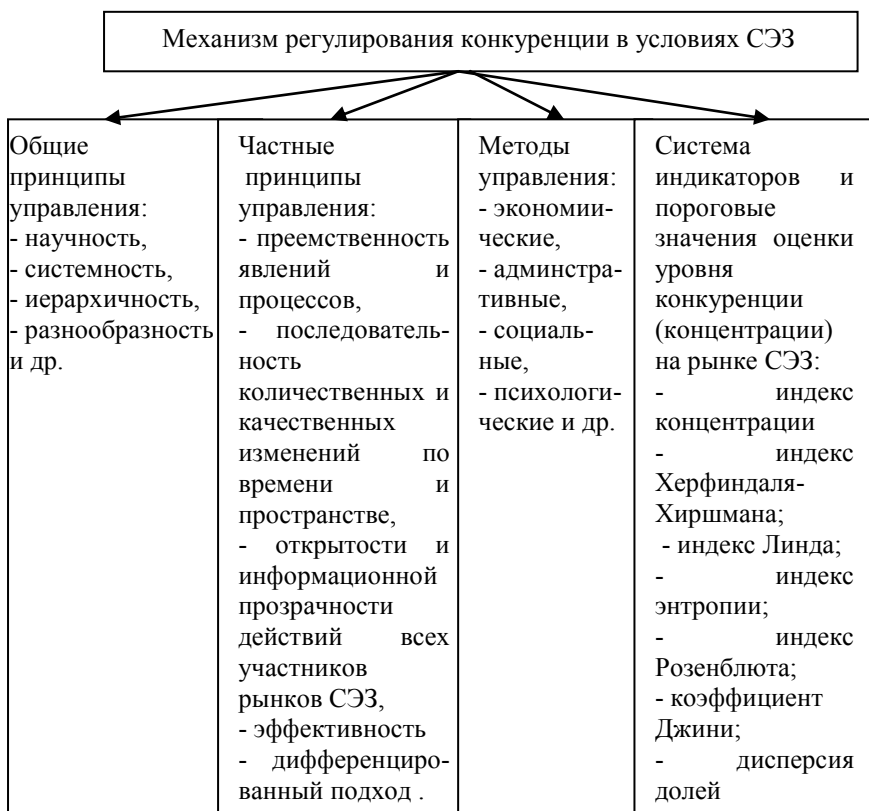 Механизм регулирования конкуренции в условиях СЭЗ
Общие
принципы
управления:
- научность,
- системность,
- иерархичность,
- разнообразность
и др.
Частные
принципы
управления:
- преемственность
явлений и
процессов,
- последователь-
ность
количественных и
качественных
изменений по
времени и
пространстве,
- открытости и
информационной
прозрачности
действий всех
участников
рынков СЭЗ,
- эффективность
- дифференциро-
ванный подход .
Методы
управления:
- экономии-
ческие,
- админстра-
тивные,
- социаль-
ные,
- психологи-
ческие и др.
Система
индикаторов и
пороговые
значения оценки
уровня
конкуренции
(концентрации)
на рынке СЭЗ:
- индекс
концентрации
- индекс
Херфиндаля-
Хиршмана;
- индекс Линда;
- индекс
энтропии;
- индекс
Розенблюта;
- коэффициент
Джини;
- дисперсия
долей